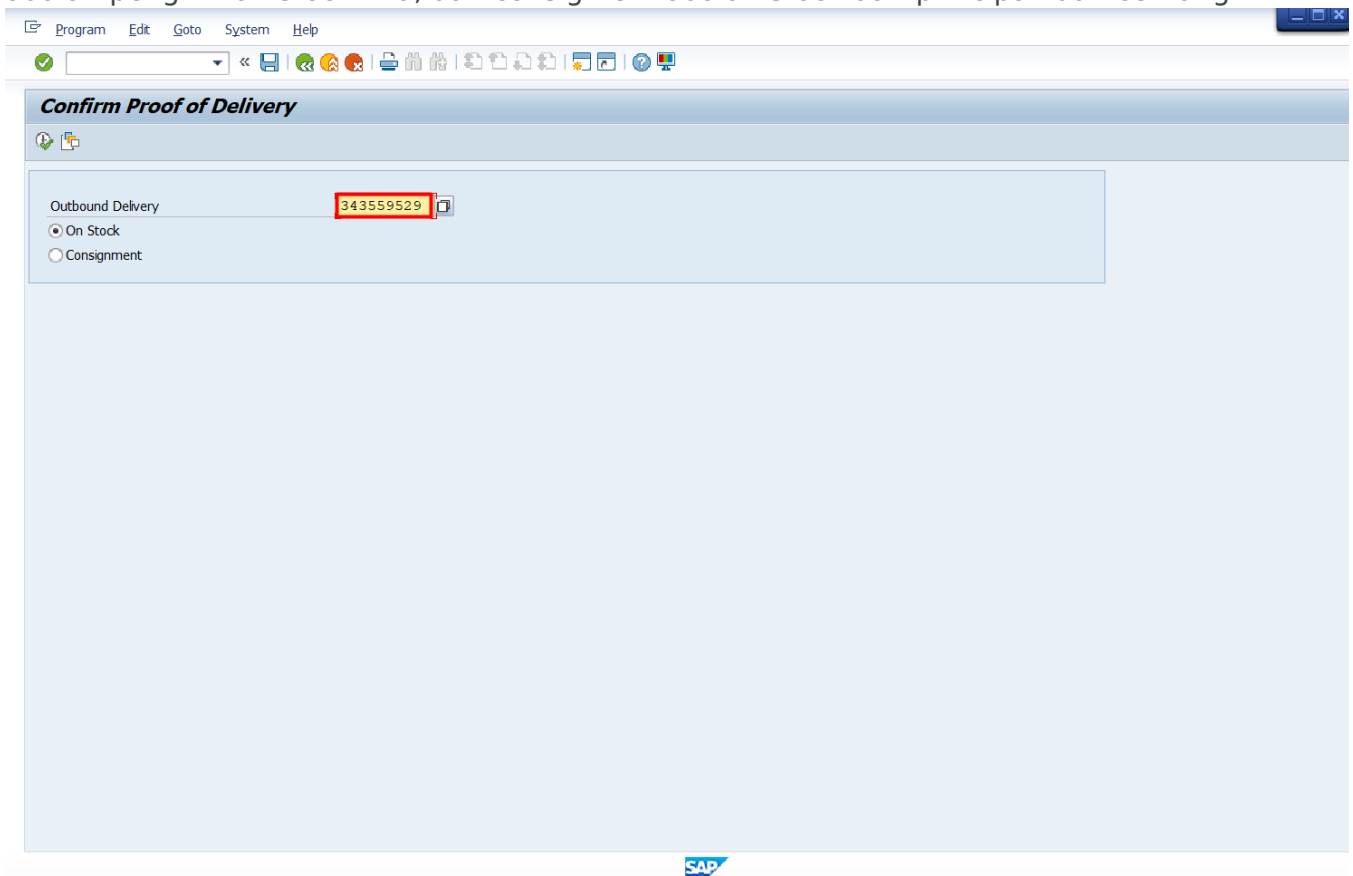 Program Edit Goto System Help
Confirm Proof of Delivery
Outbound Delivery 343559529
On Stock
Consignment
SAP